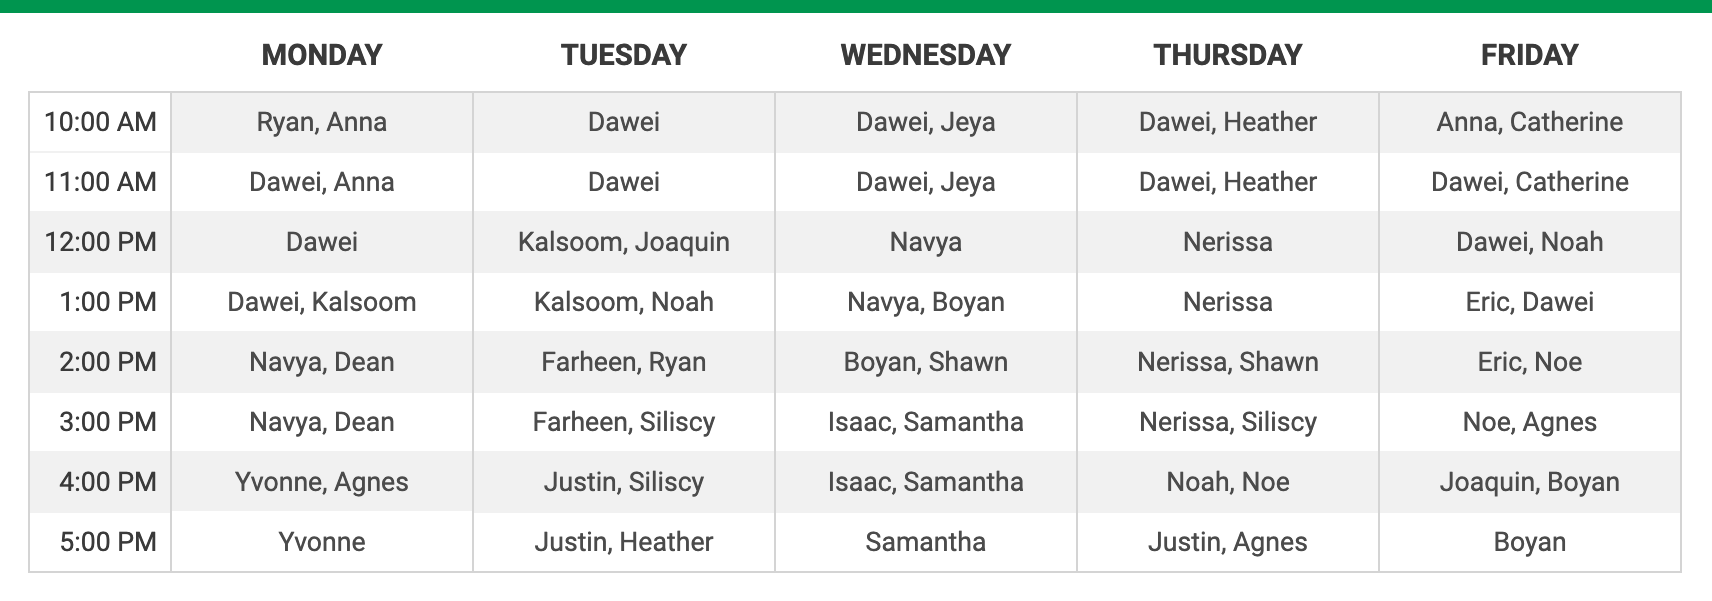 MONDAY TUESDAY WEDNESDAY THURSDAY FRIDAY
10:00 AM Ryan, Anna Dawei Dawei, Jeya Dawei, Heather Anna, Catherine
11:00 AM Dawei, Anna Dawei Dawei, Jeya Dawei, Heather Dawei, Catherine
12:00 PM Dawei Kalsoom, Joaquin Navya Nerissa Dawei, Noah
1:00 PM Dawei, Kalsoom Kalsoom, Noah Navya, Boyan Nerissa Eric, Dawei
2:00 PM Navya, Dean Farheen, Ryan Boyan, Shawn Nerissa, Shawn Eric, Noe
3:00 PM Navya, Dean Farheen, Siliscy Isaac, Samantha Nerissa, Siliscy Noe, Agnes
4:00 PM Yvonne, Agnes Justin, Siliscy Isaac, Samantha Noah, Noe Joaquin, Boyan
5:00 PM Yvonne Justin, Heather Samantha Justin, Agnes Boyan